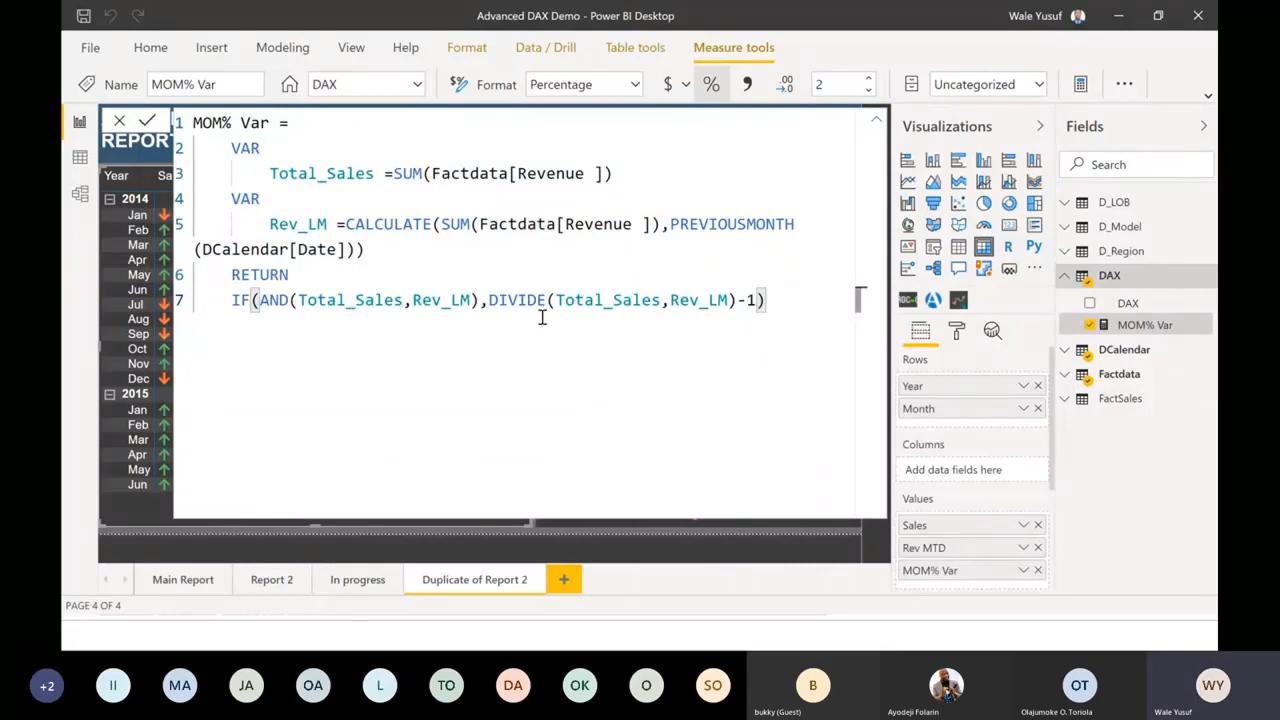 Advanced DAX Demo - Power BI Desktop
Wale Yusuf
File Home Insert Modeling View Help Format Data / Drill Table tools Measure tools
Name MOM% Var DAX Format Percentage $ % 2 Uncategorized
REPORT
Year Sa
2014
Jan
Feb
Mar
Apr
May
Jun
Jul
Aug
Sep
Oct
Nov
Dec
2015
Jan
Feb
Mar
Apr
May
Jun
1 MOM% Var =
2 VAR
3 Total_Sales =SUM(Factdata[Revenue ])
4 VAR
5 Rev_LM =CALCULATE(SUM(Factdata[Revenue ]),PREVIOUSMONTH
(DCalendar[Date]))
6 RETURN
7 IF(AND(Total_Sales,Rev_LM),DIVIDE(Total_Sales,Rev_LM)-1)
Visualizations
R Py
Rows
Year
Month
Columns
Add data fields here
Values
Sales
Rev MTD
MOM% Var
Fields
Search
D_LOB
D_Model
D_Region
DAX
DAX
MOM% Var
DCalendar
Factdata
FactSales
Main Report Report 2 In progress Duplicate of Report 2
PAGE 4 OF 4
+2 II MA JA OA L TO DA OK O SO B OT WY
bukky (Guest) Ayodeji Folarin Olajumoke O. Toriola Wale Yusuf